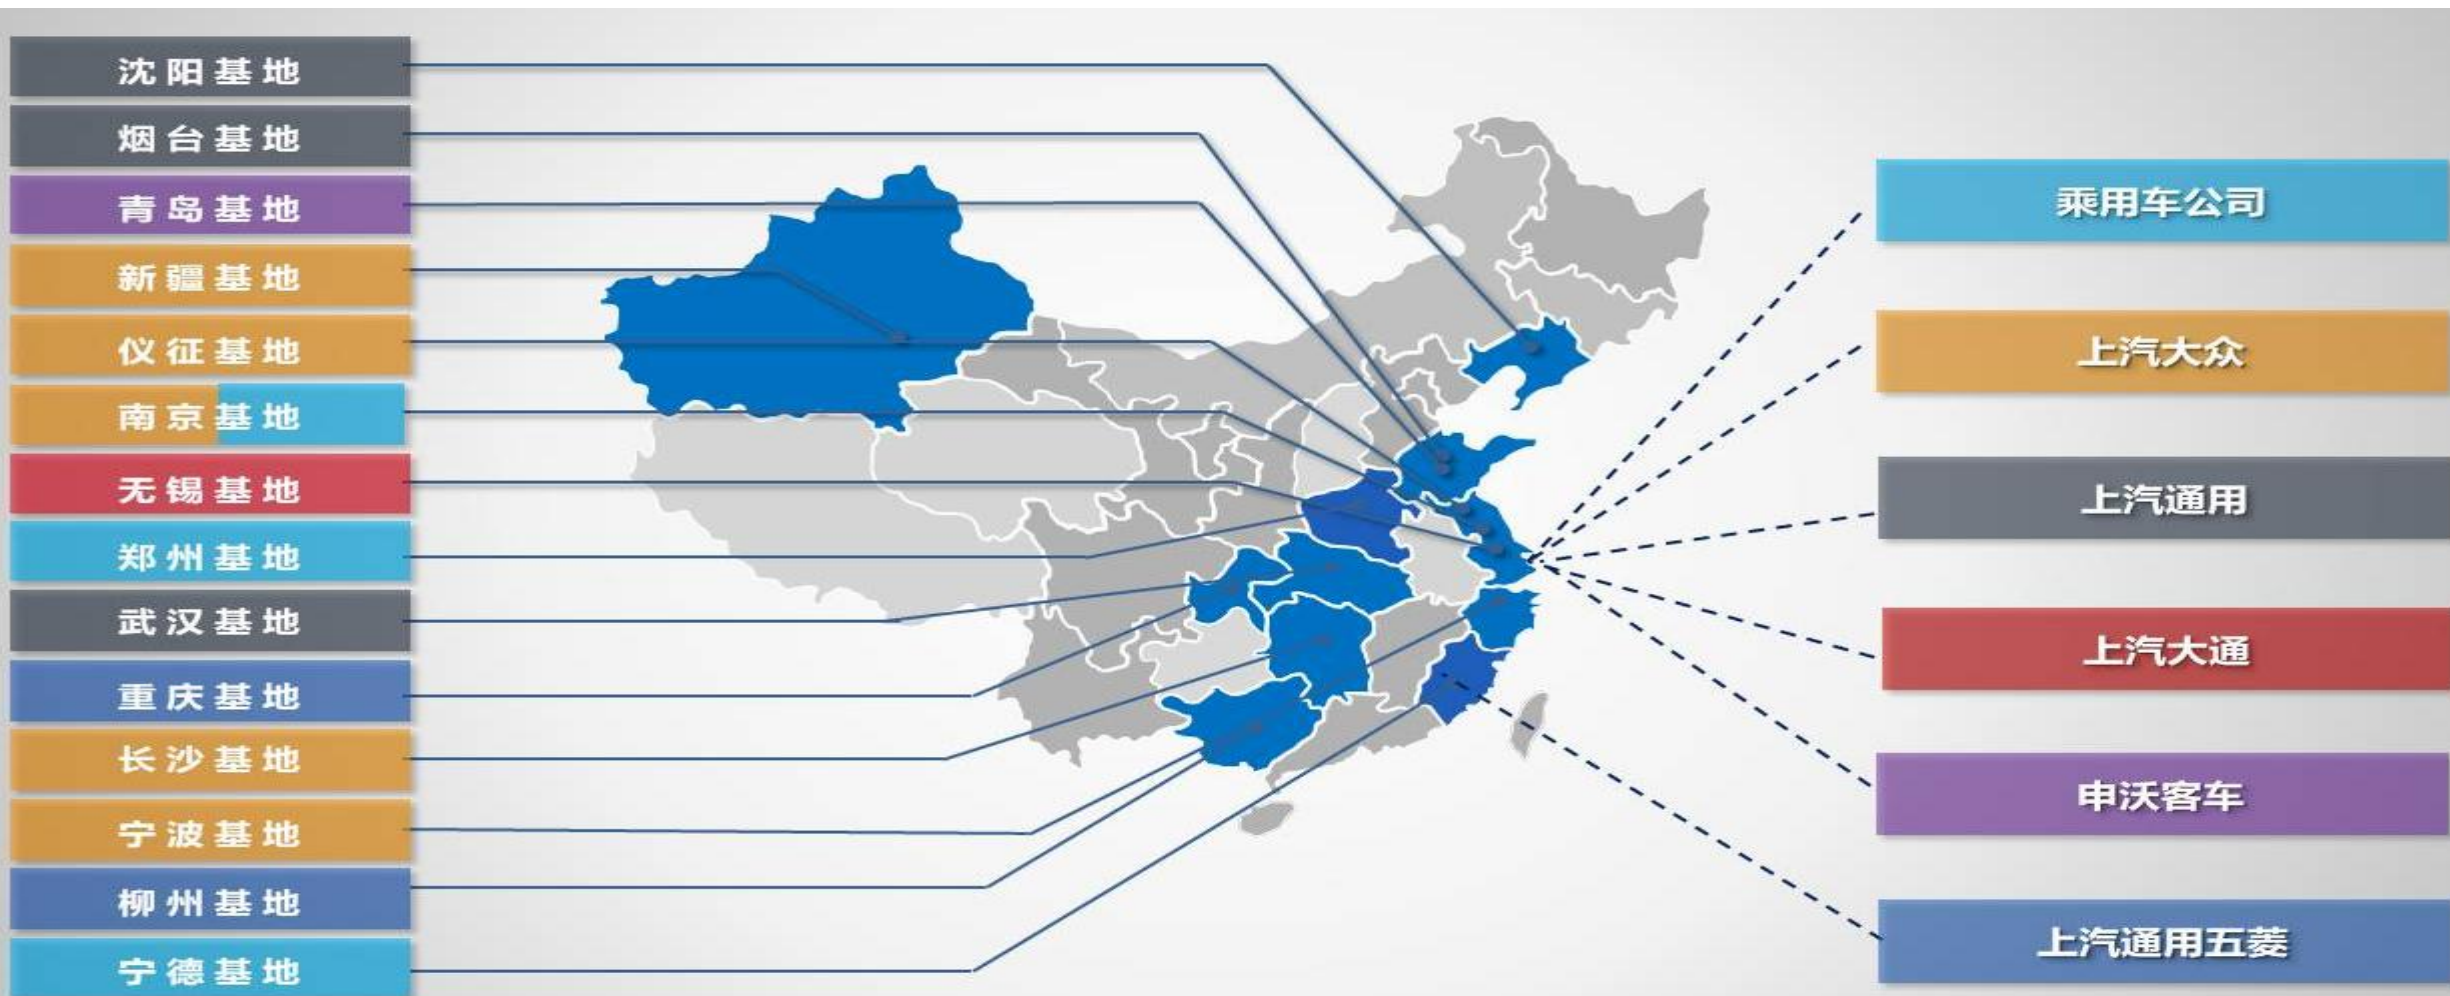 沈阳基地
烟台基地
青岛基地
新疆基地
仪征基地
南京基地
无锡基地
郑州基地
武汉基地
重庆基地
长沙基地
宁波基地
柳州基地
宁德基地
乘用车公司
上汽大众
上汽通用
上汽大通
申沃客车
上汽通用五菱